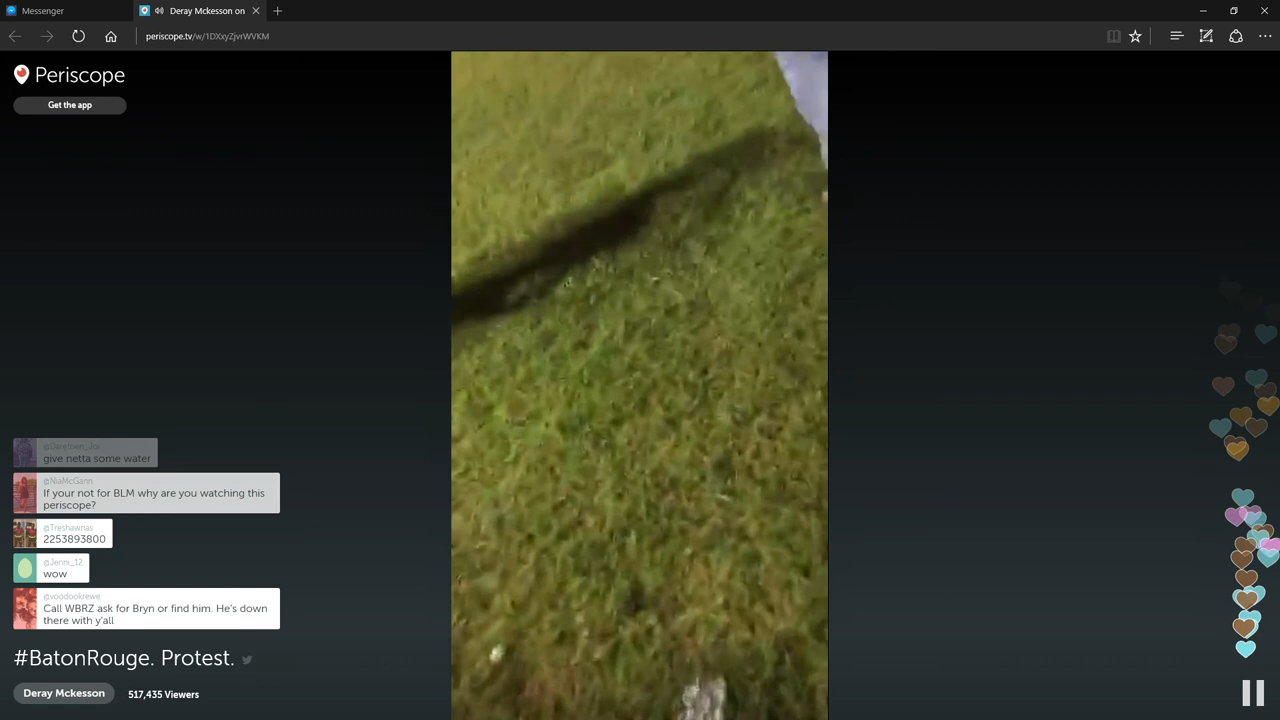 Messenger
Deray Mckesson on
periscope.tv/w/1DXxyZjvrWVKM
Periscope
Get the app
give netta some water
@NiaMcGann
If your not for BLM why are you watching this
periscope?
@Treshawnas
2253893800
@Jenni_12
wow
@voodookrewe
Call WBRZ ask for Bryn or find him. He's down
there with y'all
#BatonRouge. Protest.
Deray Mckesson
517,435 Viewers